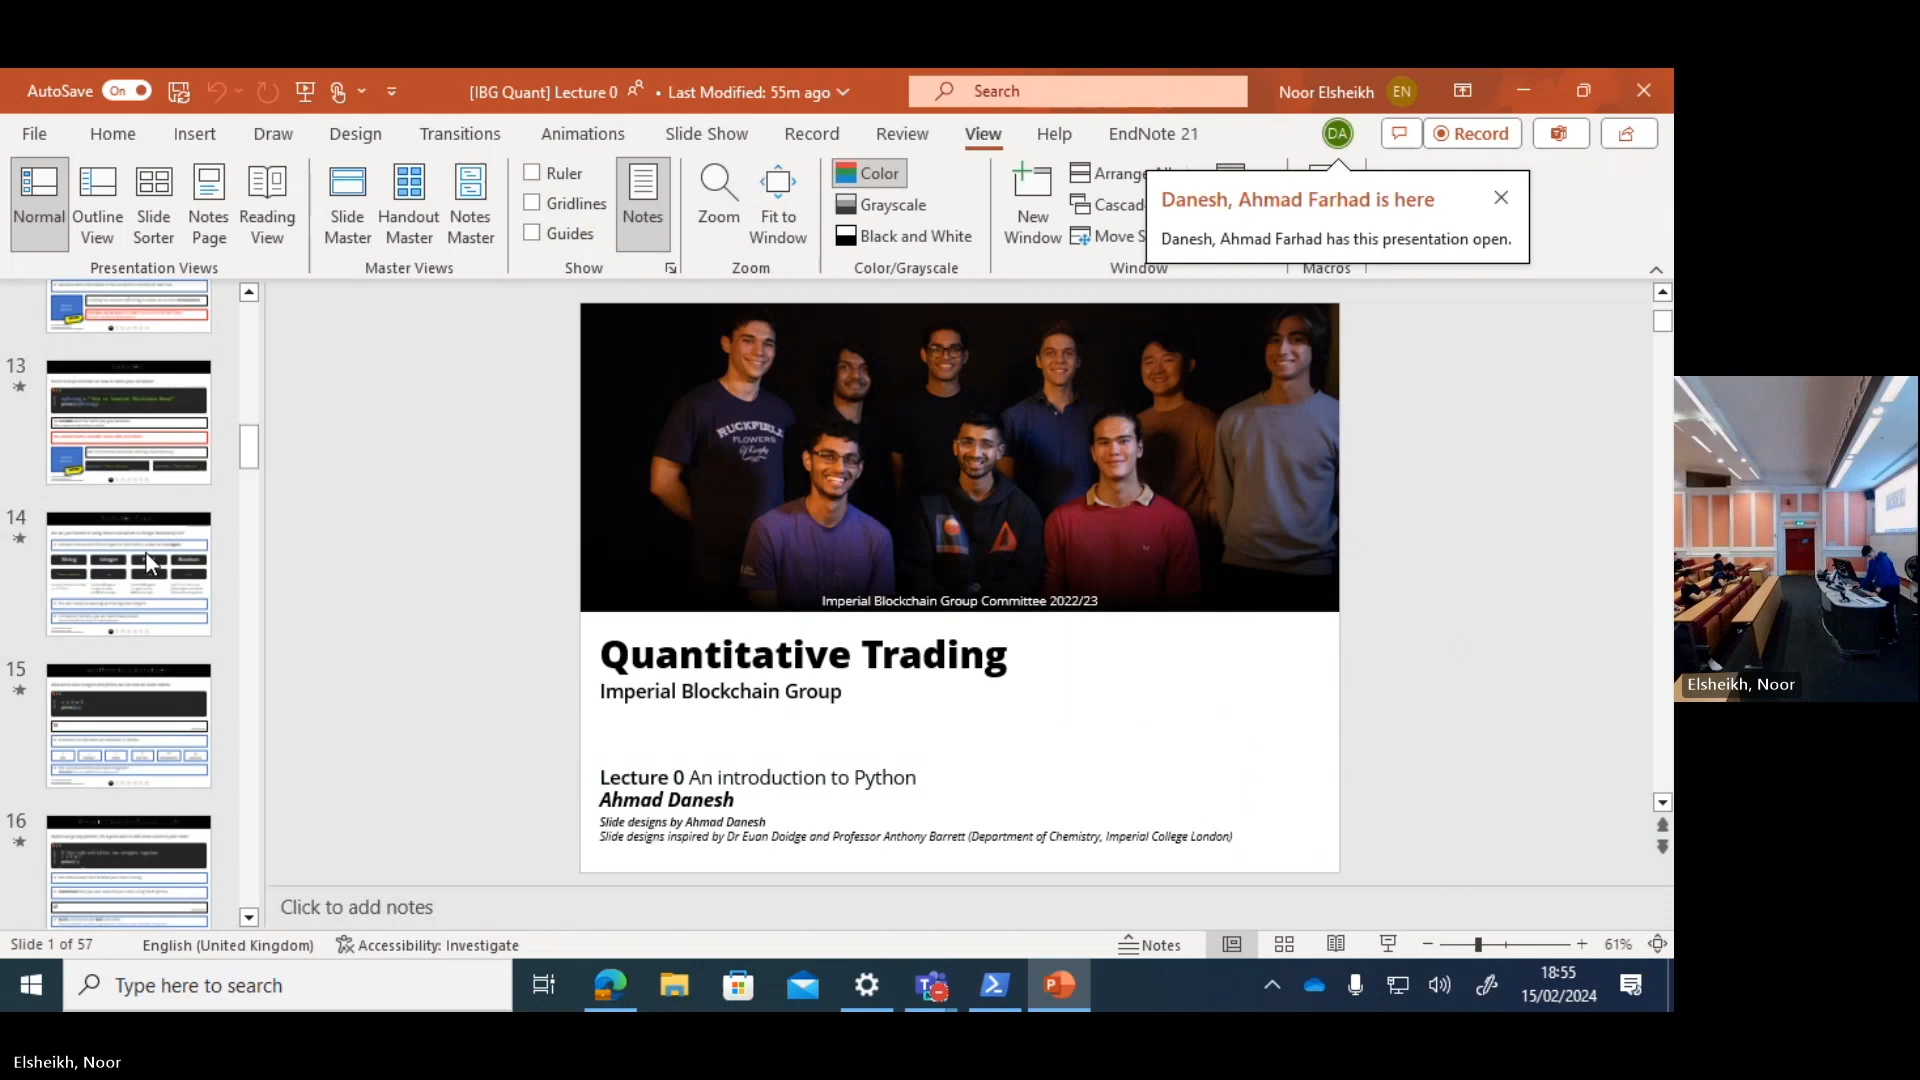 AutoSave On [IBG Quant] Lecture 0 • Last Modified: 55m ago Search Noor Elsheikh EN
File Home Insert Draw Design Transitions Animations Slide Show Record Review View Help EndNote 21 DA Record
Normal Outline View Slide Sorter Notes Page Reading View
Presentation Views
Slide Master Handout Master Notes Master
Master Views
Ruler
Gridlines
Guides
Show
Notes
Zoom Fit to Window
Zoom
Color
Grayscale
Black and White
Color/Grayscale
New Window
Arrange
Cascad
Move S
Window
Macros
Danesh, Ahmad Farhad is here
Danesh, Ahmad Farhad has this presentation open.
13
14
15
16
RUCKFIELD
FLOWERS
Imperial Blockchain Group Committee 2022/23
Quantitative Trading
Imperial Blockchain Group
Lecture 0 An introduction to Python
Ahmad Danesh
Slide designs by Ahmad Danesh
Slide designs inspired by Dr Euan Doidge and Professor Anthony Barrett (Department of Chemistry, Imperial College London)
Click to add notes
Slide 1 of 57 English (United Kingdom) Accessibility: Investigate Notes 61%
Type here to search
18:55
15/02/2024
Elsheikh, Noor
Elsheikh, Noor